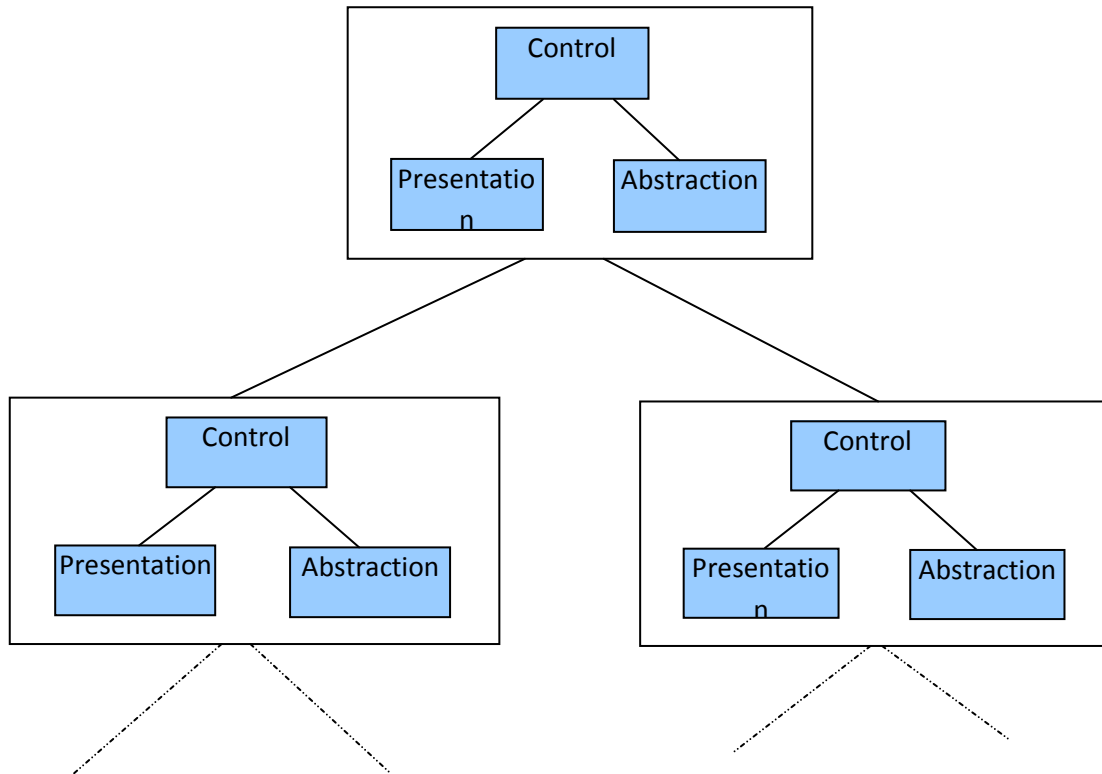 Control
Presentatio
n
Abstraction
Control
Presentation
Abstraction
Control
Presentatio
n
Abstraction